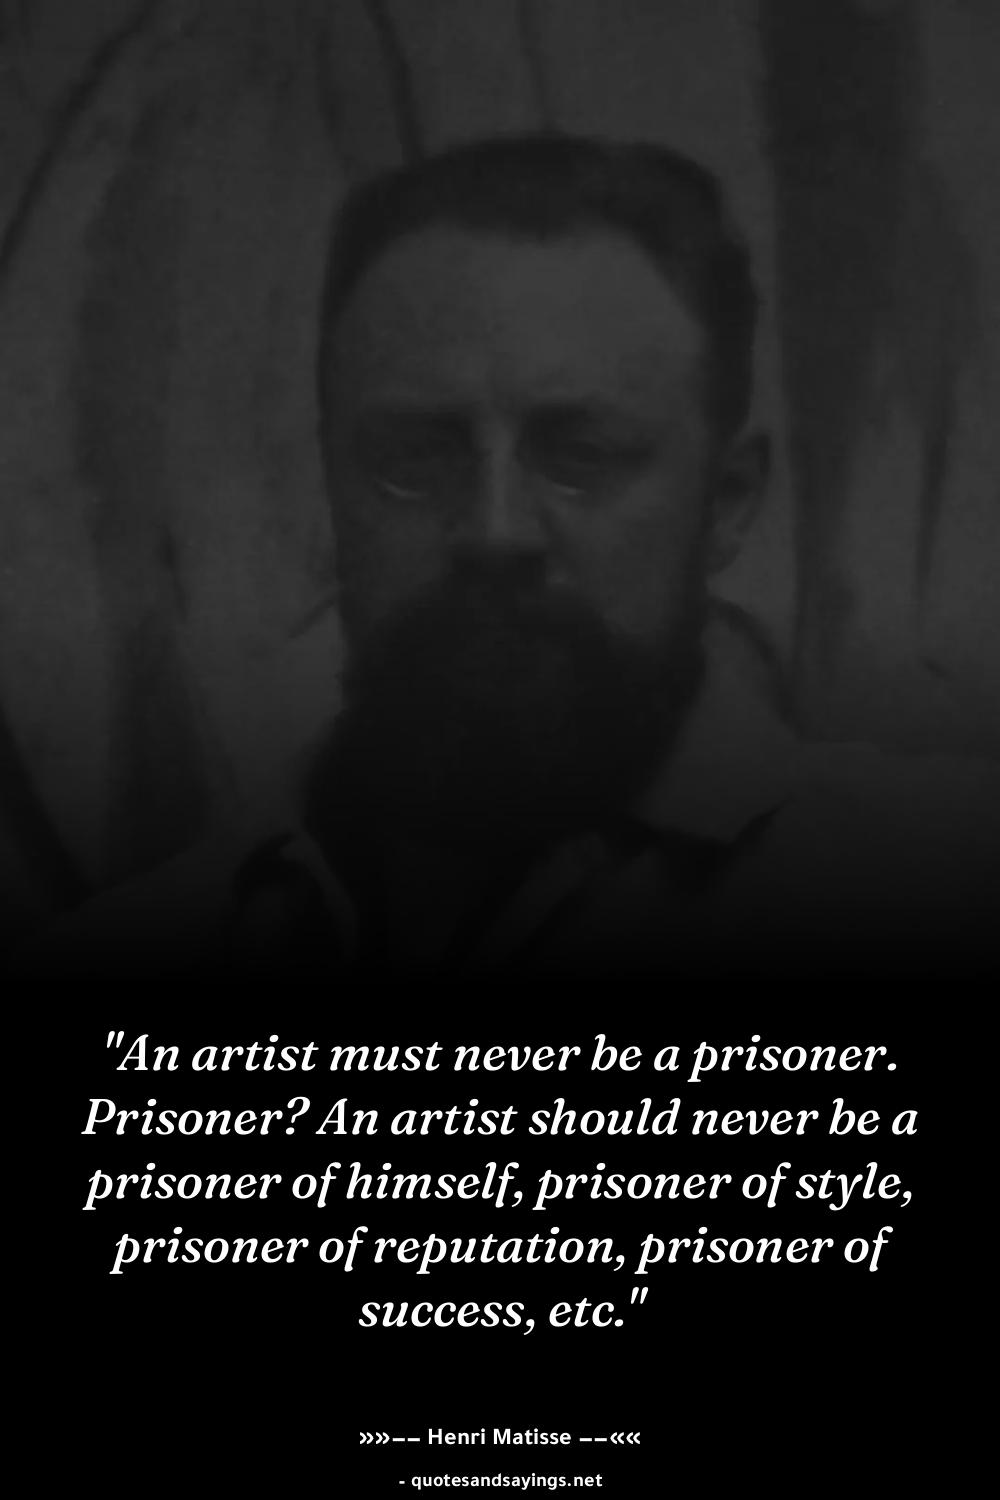 "An artist must never be a prisoner.
Prisoner? An artist should never be a
prisoner of himself, prisoner of style,
prisoner of reputation, prisoner of
success, etc."
»»−− Henri Matisse −−««
- quotesandsayings.net